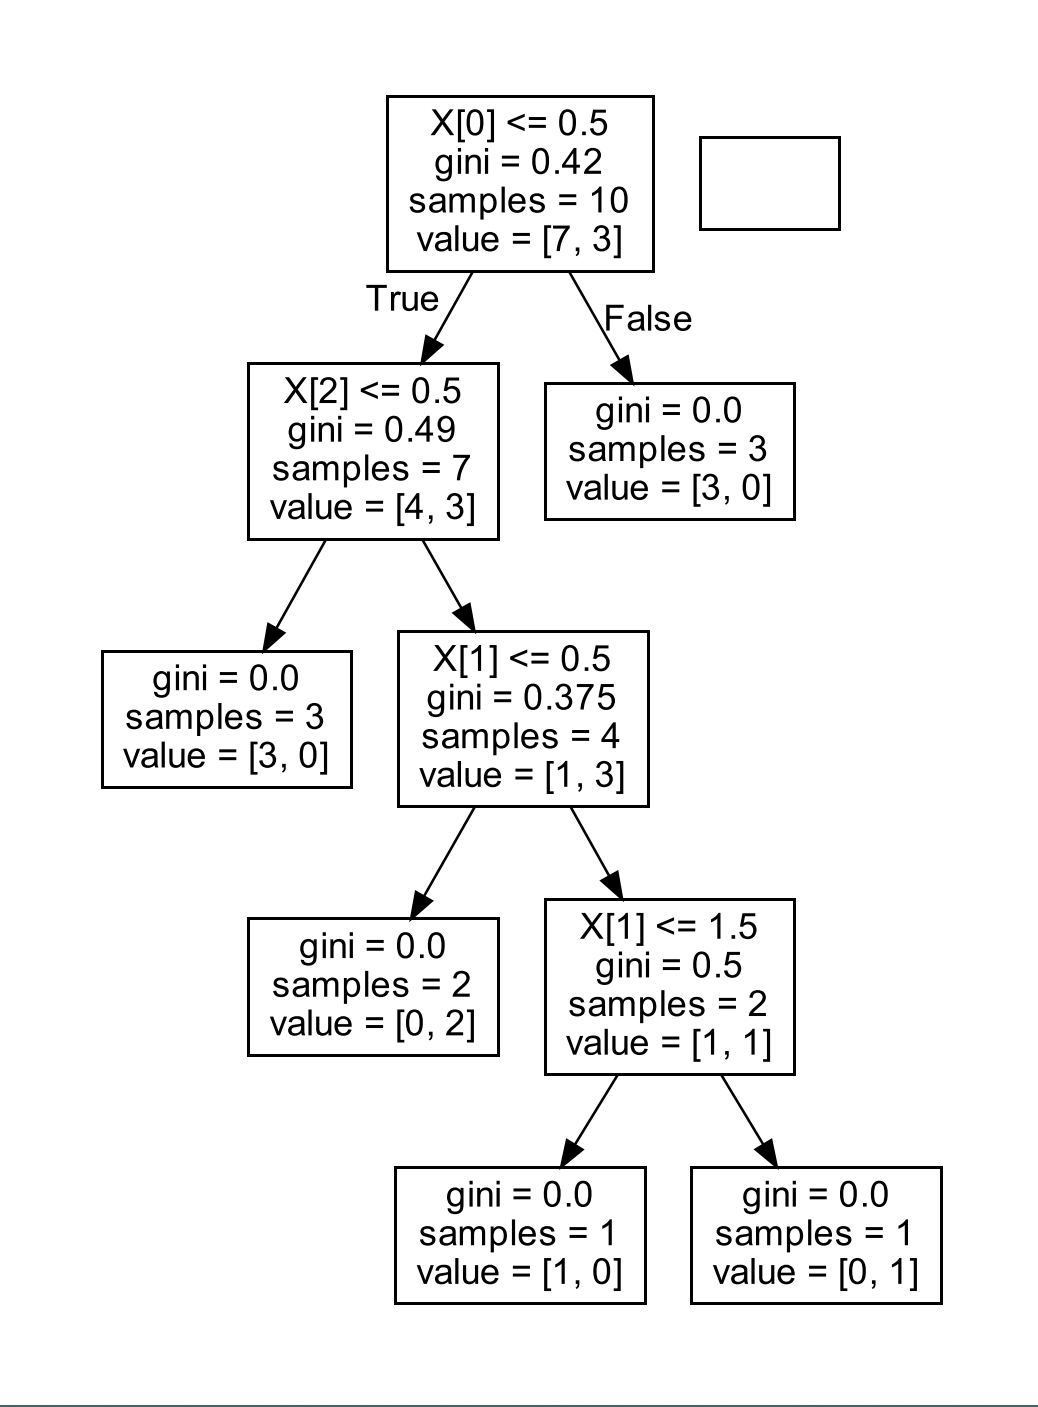 X[0] <= 0.5
gini = 0.42
samples = 10
value = [7, 3]
True
False
X[2] <= 0.5
gini = 0.49
samples = 7
value = [4, 3]
gini = 0.0
samples = 3
value = [3, 0]
gini = 0.0
samples = 3
value = [3, 0]
X[1] <= 0.5
gini = 0.375
samples = 4
value = [1, 3]
gini = 0.0
samples = 2
value = [0, 2]
X[1] <= 1.5
gini = 0.5
samples = 2
value = [1, 1]
gini = 0.0
samples = 1
value = [1, 0]
gini = 0.0
samples = 1
value = [0, 1]